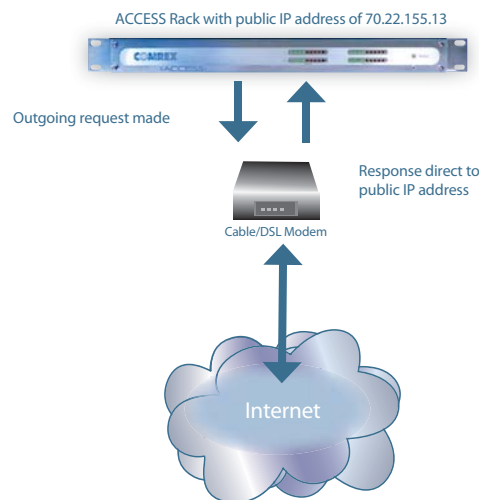 ACCESS Rack with public IP address of 70.22.155.13
COMREX
ACCESS
Outgoing request made
Response direct to
public IP address
Cable/DSL Modem
Internet